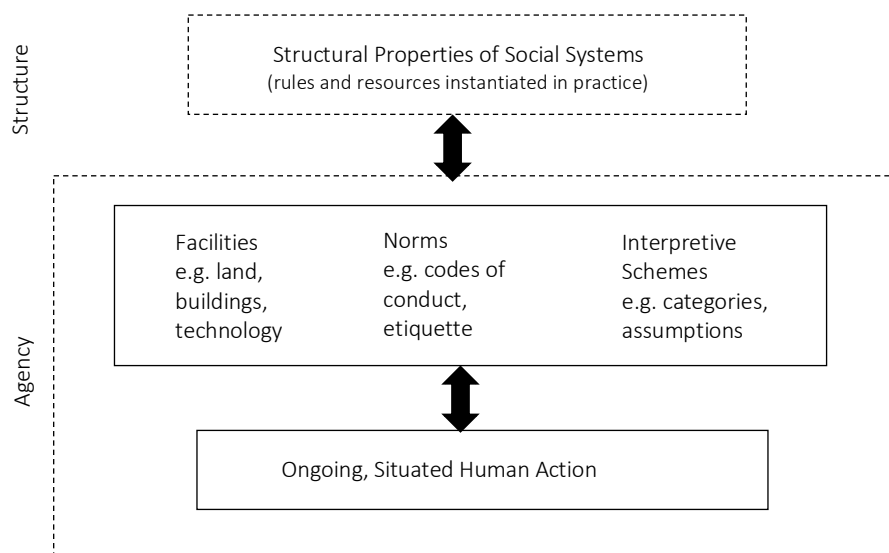 Structure
Structural Properties of Social Systems
(rules and resources instantiated in practice)
Agency
Facilities
e.g. land,
buildings,
technology
Norms
e.g. codes of
conduct,
etiquette
Interpretive
Schemes
e.g. categories,
assumptions
Ongoing, Situated Human Action